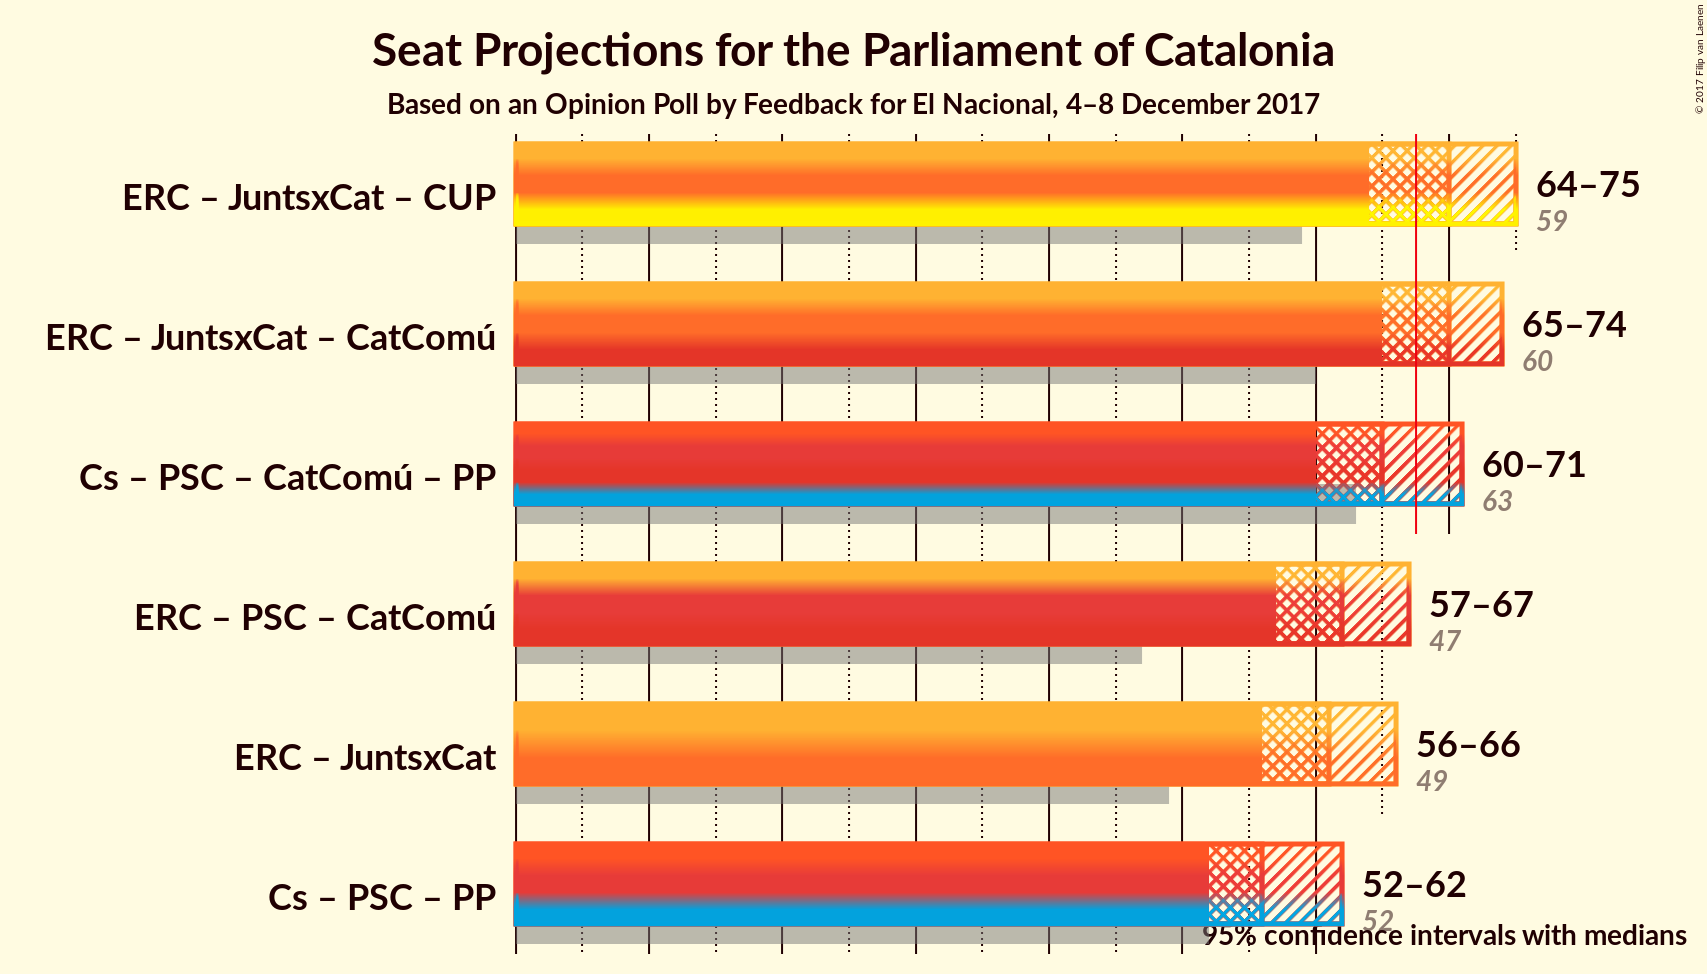 Seat Projections for the Parliament of Catalonia
Based on an Opinion Poll by Feedback for El Nacional, 4–8 December 2017
© 2017 Filip van Laenen
ERC – JuntsxCat – CUP
64–75
59
ERC – JuntsxCat – CatComú
65–74
60
Cs – PSC – CatComú – PP
60–71
63
ERC – PSC – CatComú
57–67
47
ERC – JuntsxCat
56–66
49
Cs – PSC – PP
52–62
52
95% confidence intervals with medians